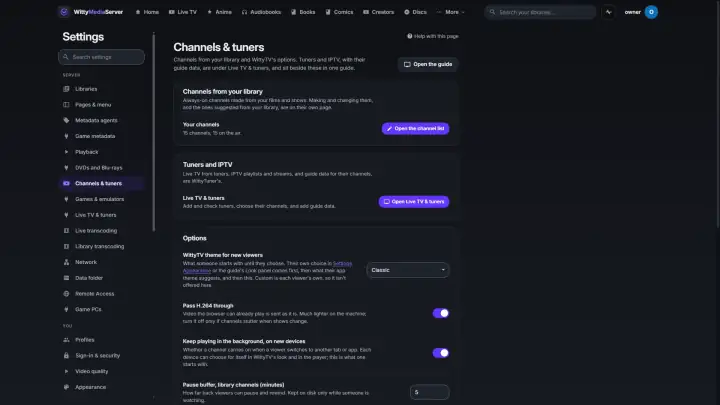 WittyMediaServer
Home
Live TV
Anime
Audiobooks
Books
Comics
Creators
Discs
More
Search your libraries...
owner
O
Settings
Search settings
SERVER
Libraries
Pages & menu
Metadata agents
Game metadata
Playback
DVDs and Blu-rays
Channels & tuners
Games & emulators
Live TV & tuners
Live transcoding
Library transcoding
Network
Data folder
Remote Access
Game PCs
YOU
Profiles
Sign-in & security
Video quality
Appearance
Help with this page
Channels & tuners
Channels from your library and WittyTV's options. Tuners and IPTV, with their
guide data, are under Live TV & tuners, and all beside these in one guide.
Open the guide
Channels from your library
Always-on channels made from your films and shows. Making and changing them,
and the ones suggested from your library, are on their own page.
Your channels
15 channels, 15 on the air.
Open the channel list
Tuners and IPTV
Live TV from tuners, IPTV playlists and streams, and guide data for their channels,
are WittyTuner's.
Live TV & tuners
Add and check tuners, choose their channels, and add guide data.
Open Live TV & tuners
Options
WittyTV theme for new viewers
What someone starts with until they choose. Their own choice in Settings,
Appearance or the guide's Look panel comes first, then what their app
theme suggests, and then this. Custom is each viewer's own, so it isn't
offered here.
Classic
Pass H.264 through
Video the browser can already play is sent as it is. Much lighter on the machine;
turn it off only if channels stutter when shows change.
Keep playing in the background, on new devices
Whether a channel carries on when a viewer switches to another tab or app. Each
device can choose for itself in WittyTV's look and in the player; this is what one
starts with.
Pause buffer, library channels (minutes)
How far back viewers can pause and rewind. Kept on disk only while someone is
watching.
5